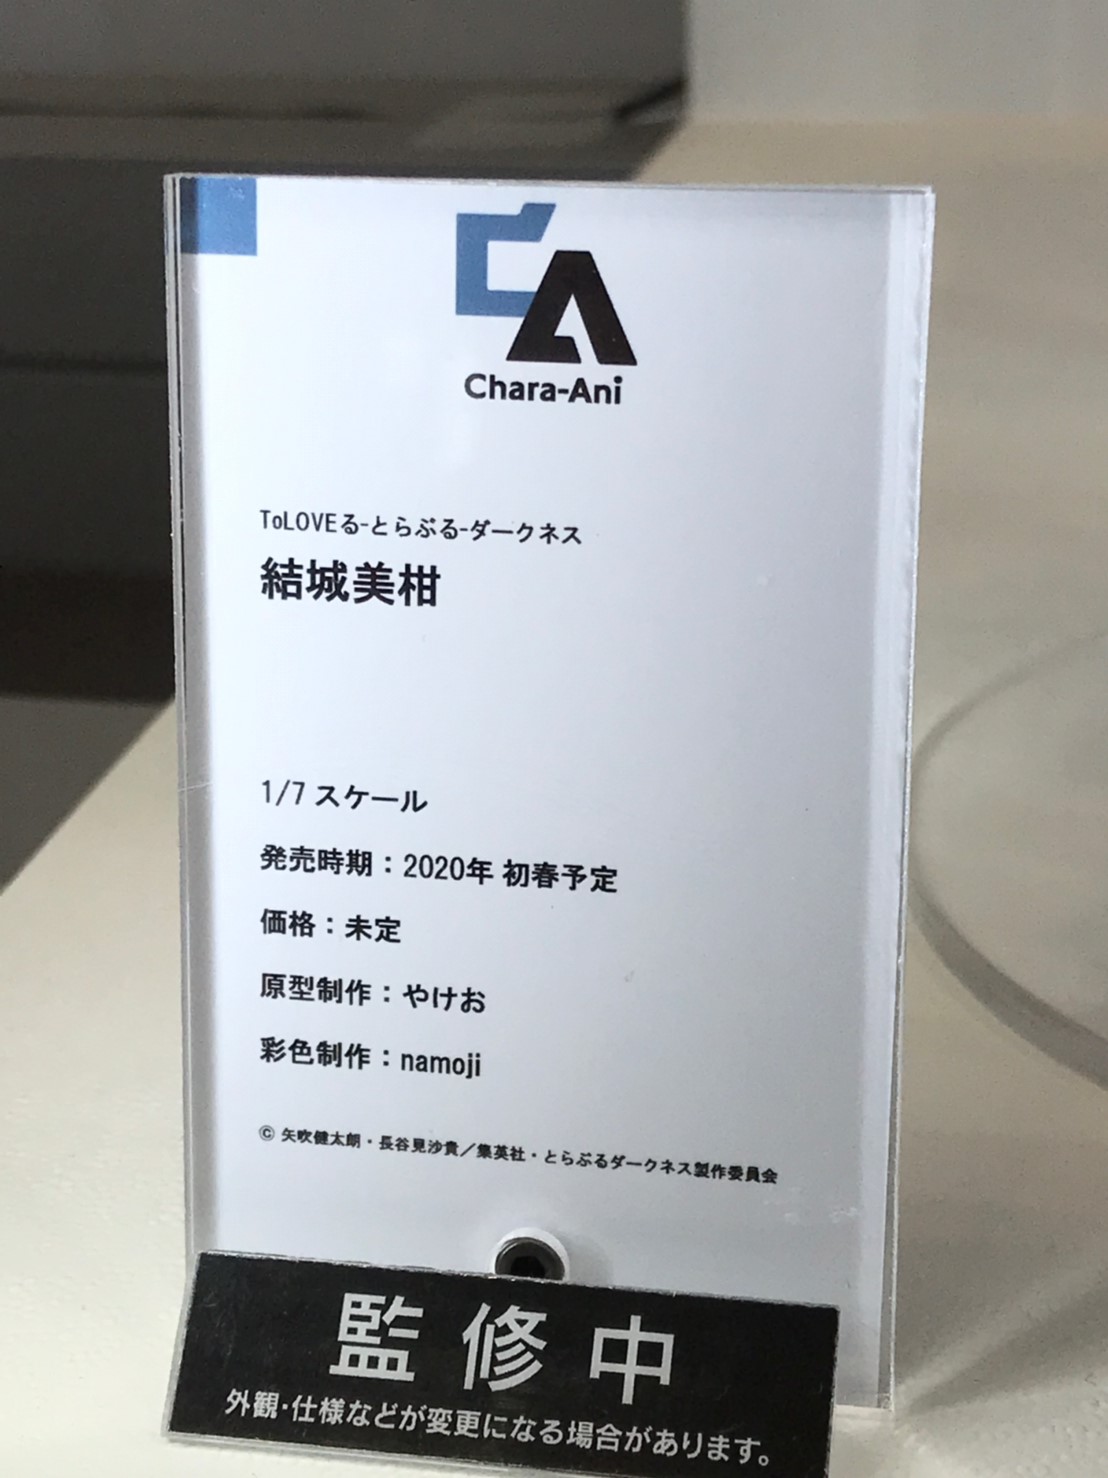 CA
Chara-Ani
ToLOVEる-とらぶる-ダークネス
結城美柑
1/7 スケール
発売時期：2020年 初春予定
価格：未定
原型制作：やけお
彩色制作：namoji
© 矢吹健太朗・長谷見沙貴／集英社・とらぶるダークネス製作委員会
監修中
外観・仕様などが変更になる場合があります。